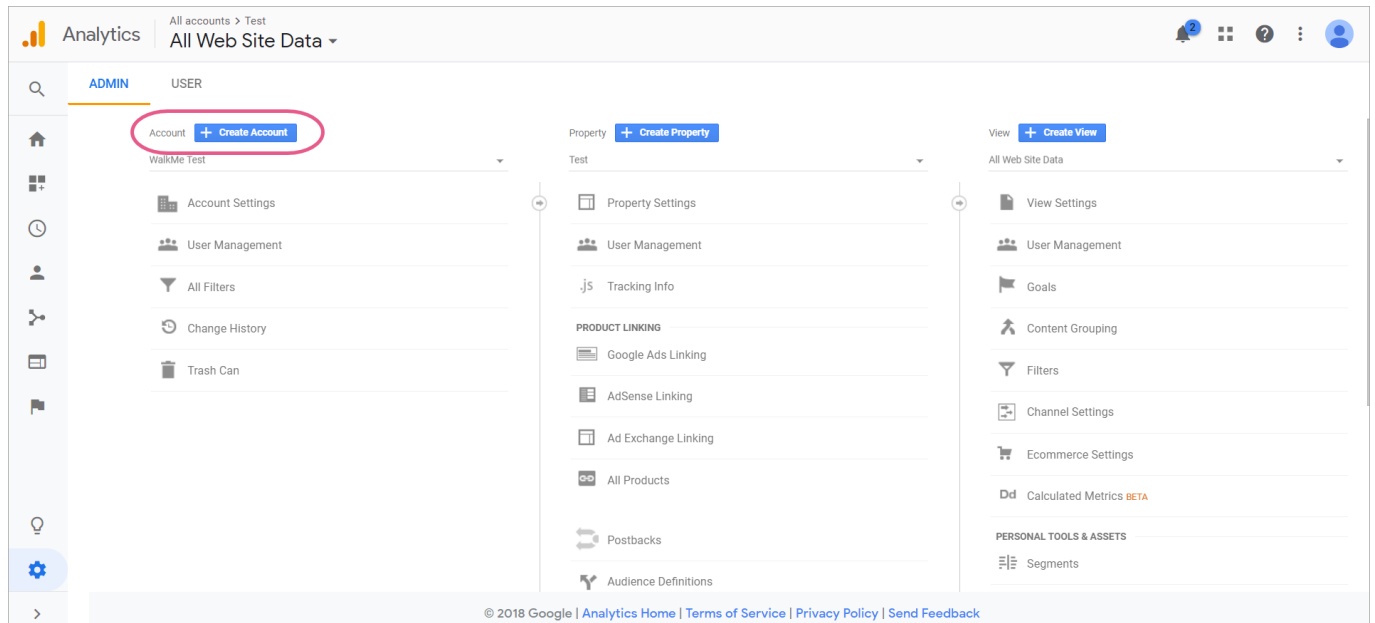 Analytics
All accounts > Test
All Web Site Data
2
ADMIN
USER
Account
+ Create Account
WalkMe Test
Account Settings
User Management
All Filters
Change History
Trash Can
Property
+ Create Property
Test
Property Settings
User Management
.js Tracking Info
PRODUCT LINKING
Google Ads Linking
AdSense Linking
Ad Exchange Linking
All Products
Postbacks
Audience Definitions
View
+ Create View
All Web Site Data
View Settings
User Management
Goals
Content Grouping
Filters
Channel Settings
Ecommerce Settings
Dd Calculated Metrics BETA
PERSONAL TOOLS & ASSETS
Segments
© 2018 Google | Analytics Home | Terms of Service | Privacy Policy | Send Feedback